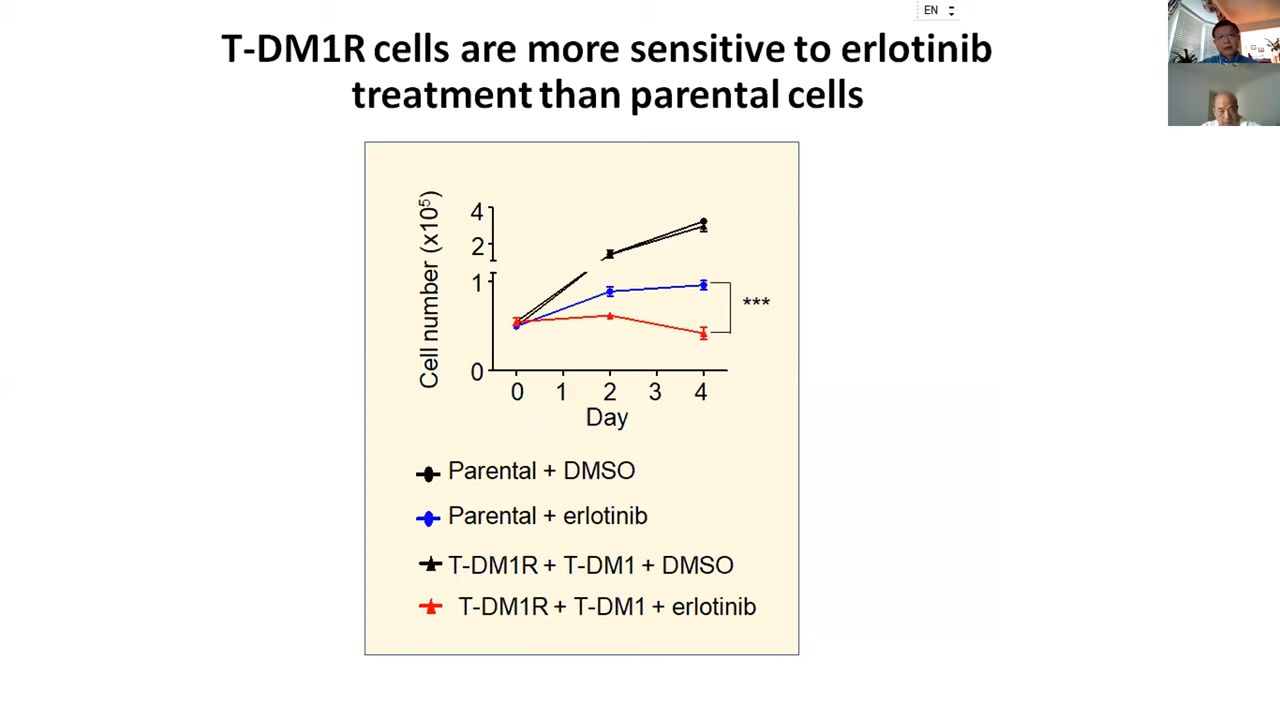 EN
T-DM1R cells are more sensitive to erlotinib
treatment than parental cells
Cell number (x10⁵)
4
2
1
0
0 1 2 3 4
Day
***
Parental + DMSO
Parental + erlotinib
T-DM1R + T-DM1 + DMSO
T-DM1R + T-DM1 + erlotinib